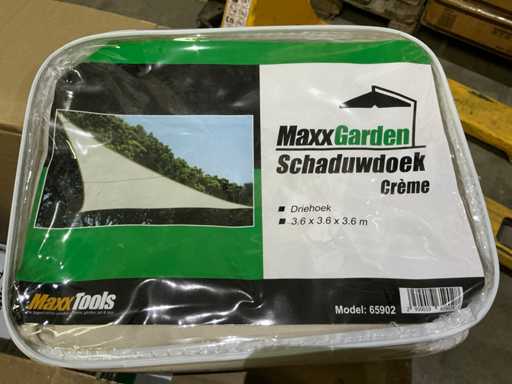 MaxxGarden
Schaduwdoek
Crème
Driehoek
3.6 x 3.6 x 3.6 m
MaxxTools
Model: 65902